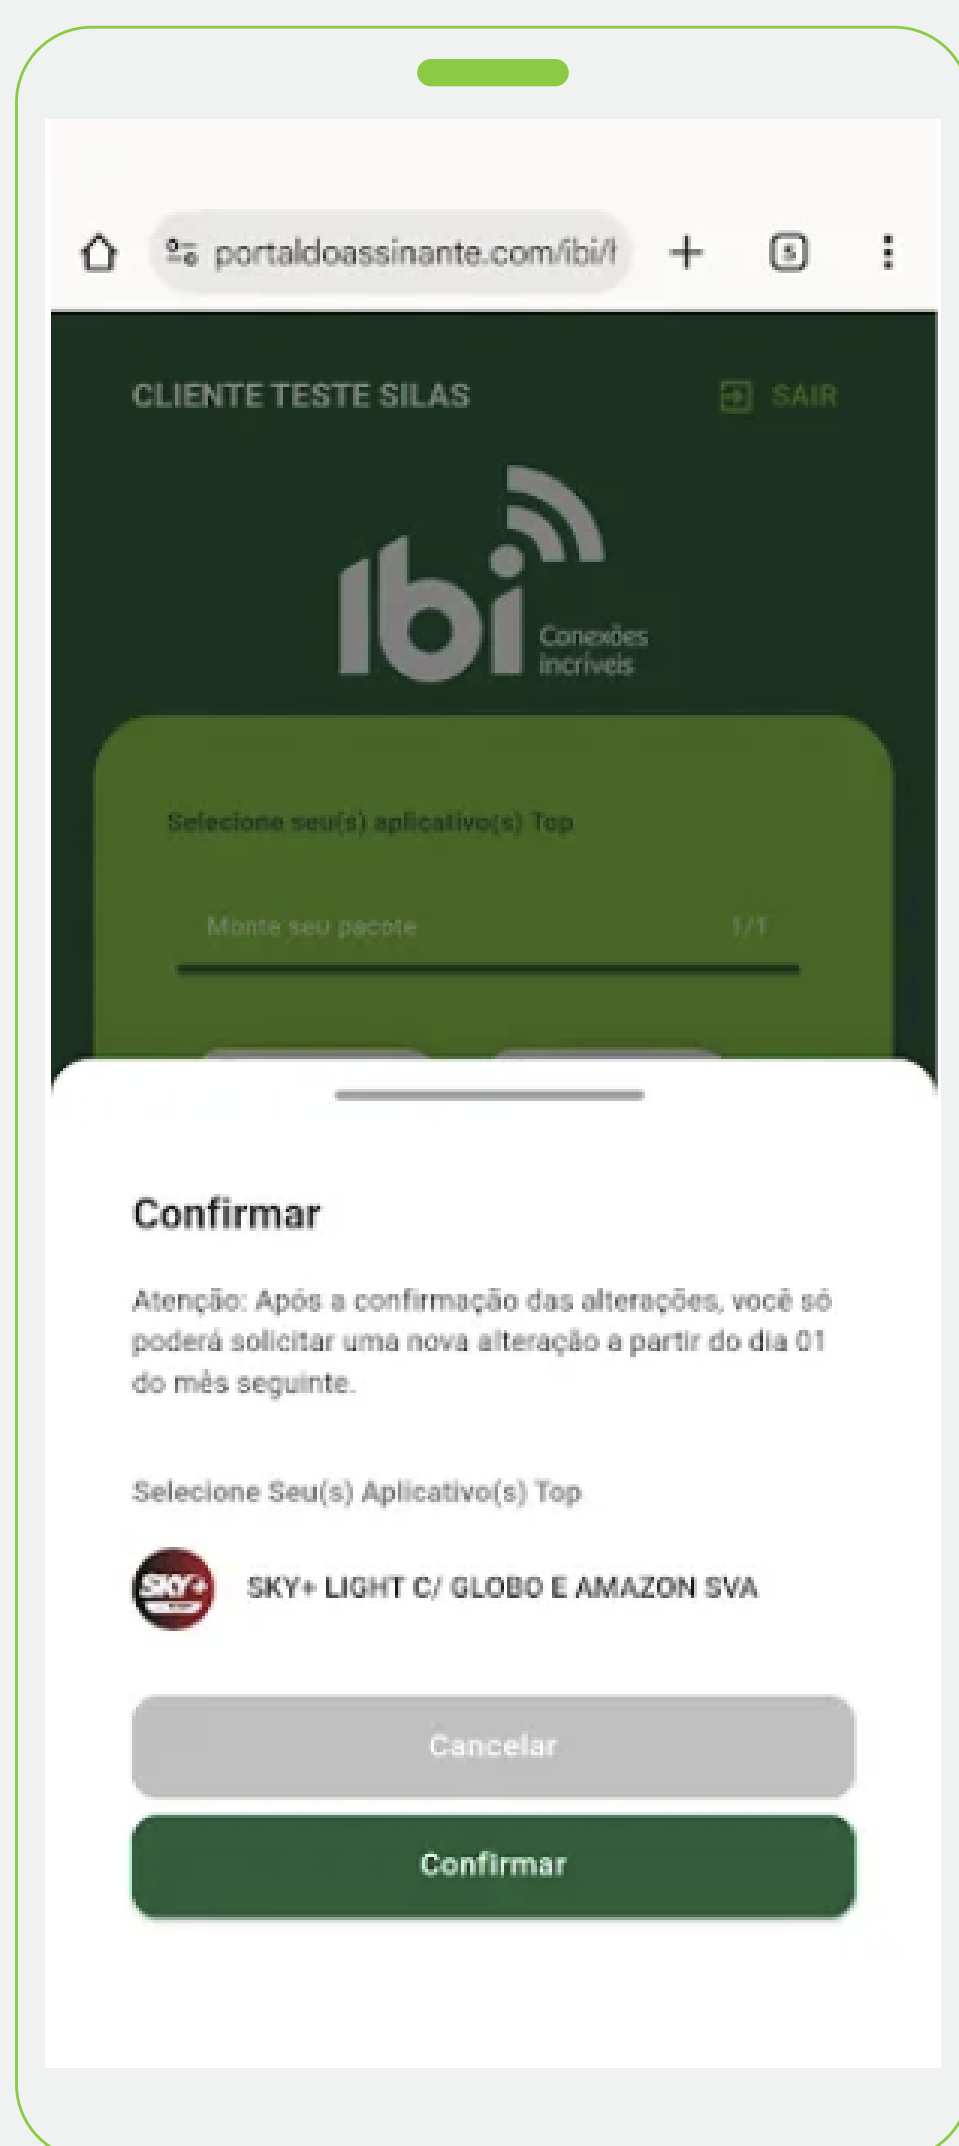 portaldoassinante.com/ibi/
5
CLIENTE TESTE SILAS
SAIR
Ibi
Conexões
incríveis
Selecione seu(s) aplicativo(s) Top
Monte seu pacote 1/1
Confirmar
Atenção: Após a confirmação das alterações, você só
poderá solicitar uma nova alteração a partir do dia 01
do mês seguinte.
Selecione Seu(s) Aplicativo(s) Top
SKY+
SKY+ LIGHT C/ GLOBO E AMAZON SVA
Cancelar
Confirmar